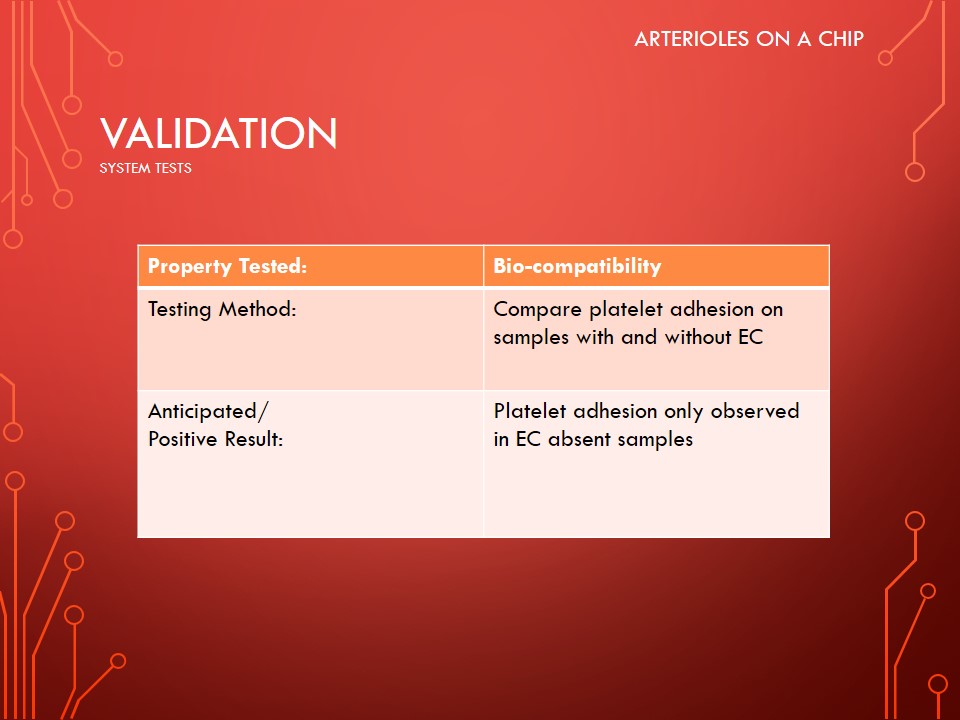 ARTERIOLES ON A CHIP
VALIDATION
SYSTEM TESTS
Property Tested:
Bio-compatibility
Testing Method:
Compare platelet adhesion on
samples with and without EC
Anticipated/
Positive Result:
Platelet adhesion only observed
in EC absent samples